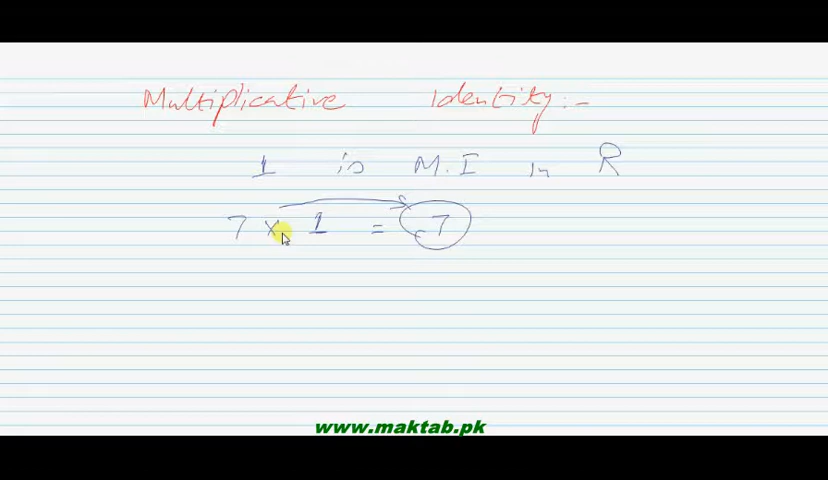 Multiplicative Identity:-
1 is M.I in R
7 × 1 = 7
www.maktab.pk